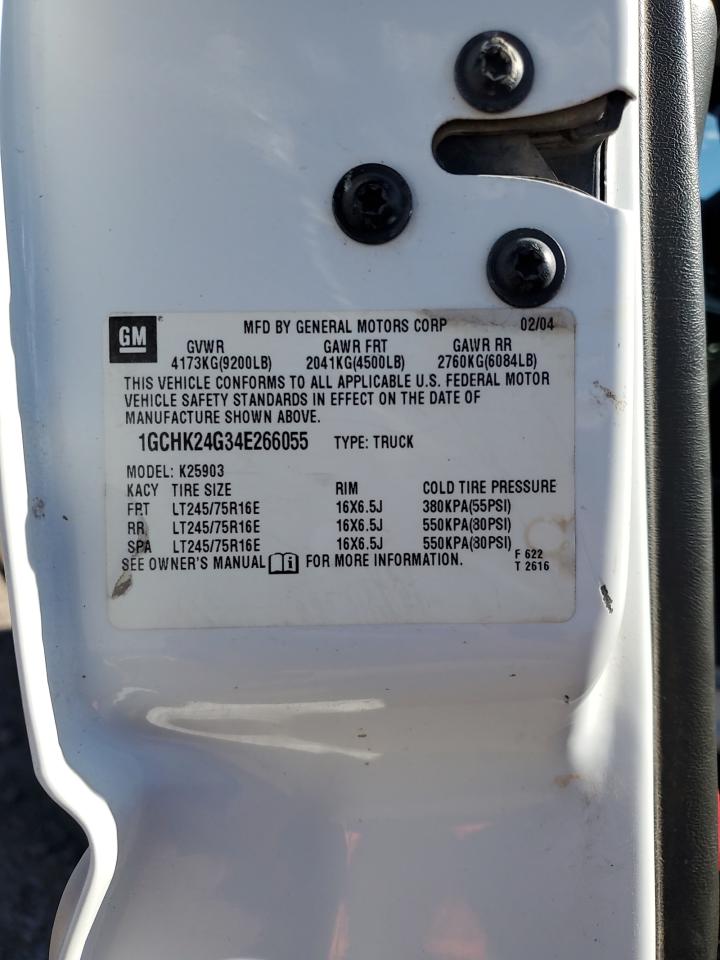 GM
MFD BY GENERAL MOTORS CORP 02/04
GVWR GAWR FRT GAWR RR
4173KG(9200LB) 2041KG(4500LB) 2760KG(6084LB)
THIS VEHICLE CONFORMS TO ALL APPLICABLE U.S. FEDERAL MOTOR
VEHICLE SAFETY STANDARDS IN EFFECT ON THE DATE OF
MANUFACTURE SHOWN ABOVE.
1GCHK24G34E266055 TYPE: TRUCK
MODEL: K25903
KACY TIRE SIZE RIM COLD TIRE PRESSURE
FRT LT245/75R16E 16X6.5J 380KPA(55PSI)
RR LT245/75R16E 16X6.5J 550KPA(80PSI)
SPA LT245/75R16E 16X6.5J 550KPA(80PSI)
SEE OWNER'S MANUAL i FOR MORE INFORMATION.
F 622
T 2616